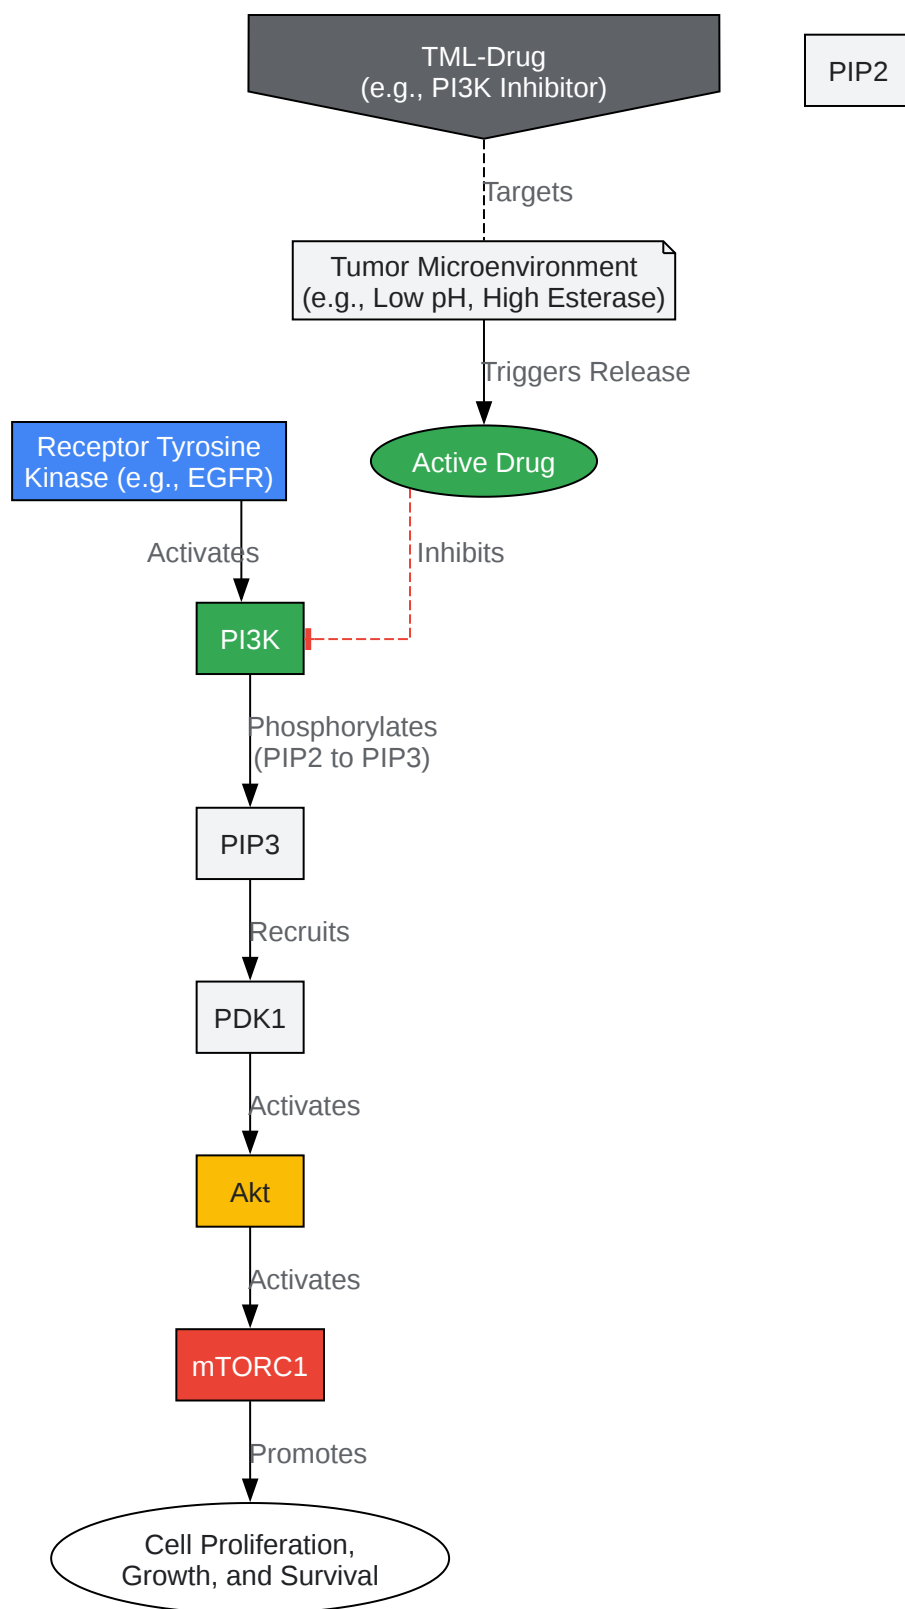 TML-Drug
(e.g., PI3K Inhibitor)
PIP2
Targets
Tumor Microenvironment
(e.g., Low pH, High Esterase)
Triggers Release
Receptor Tyrosine
Kinase (e.g., EGFR)
Active Drug
Activates
Inhibits
PI3K
Phosphorylates
(PIP2 to PIP3)
PIP3
Recruits
PDK1
Activates
Akt
Activates
mTORC1
Promotes
Cell Proliferation,
Growth, and Survival